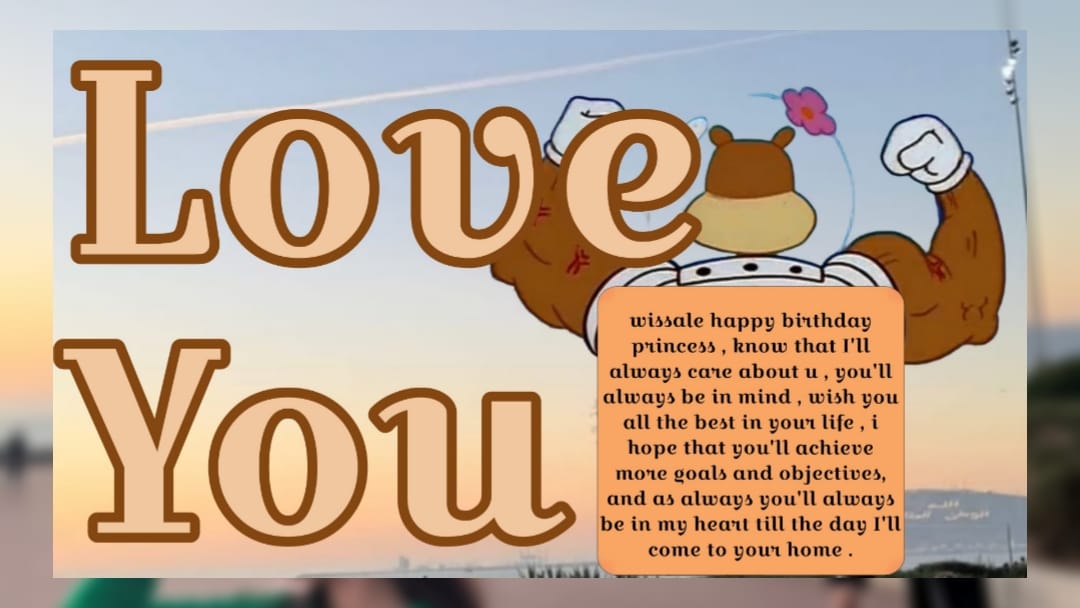 Love
You
wissale happy birthday
princess , know that I'll
always care about u , you'll
always be in mind , wish you
all the best in your life , i
hope that you'll achieve
more goals and objectives,
and as always you'll always
be in my heart till the day I'll
come to your home .
الله
الوطن